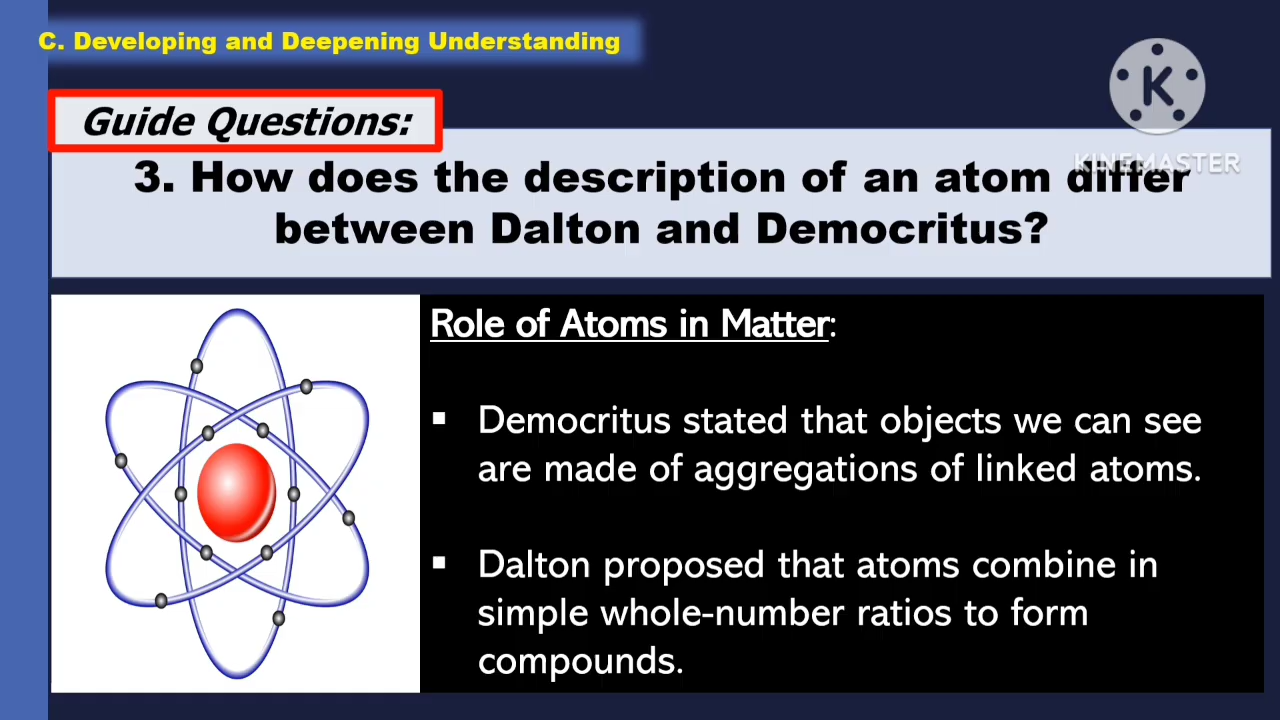 C. Developing and Deepening Understanding
Guide Questions:
3. How does the description of an atom differ
between Dalton and Democritus?
K
KINEMASTER
Role of Atoms in Matter:
▪ Democritus stated that objects we can see
are made of aggregations of linked atoms.
▪ Dalton proposed that atoms combine in
simple whole-number ratios to form
compounds.